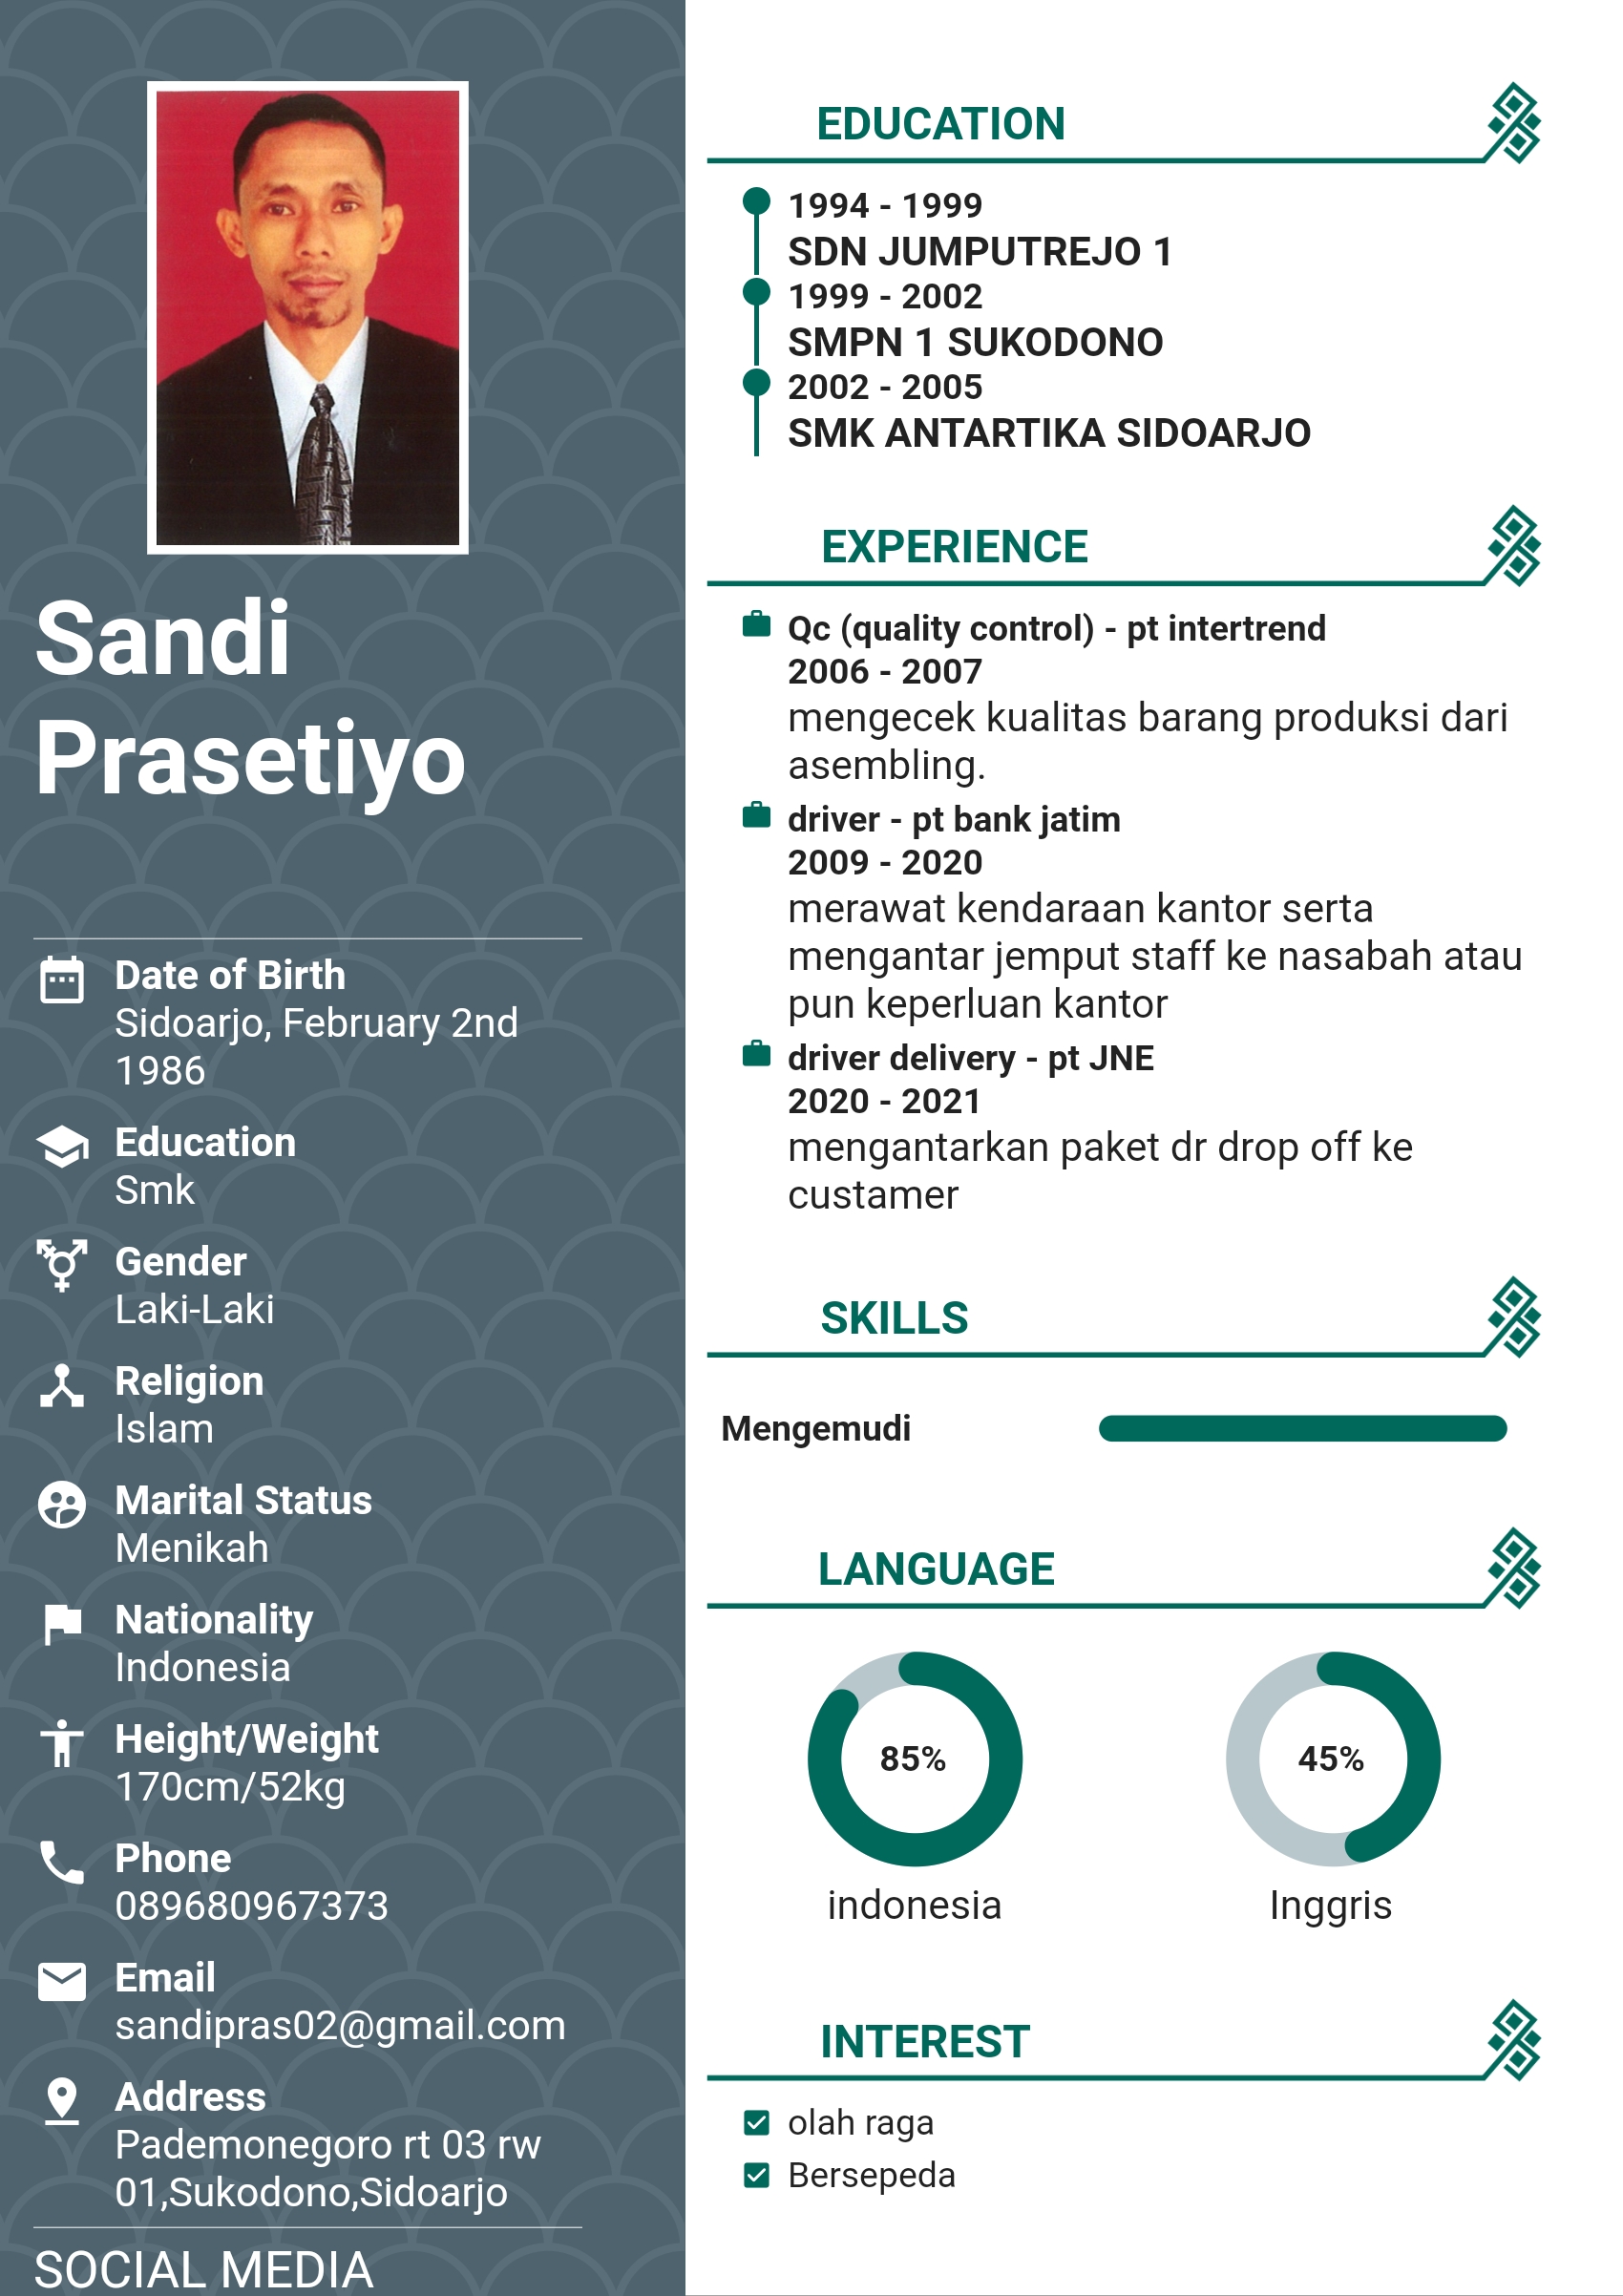 Sandi
Prasetiyo
Date of Birth
Sidoarjo, February 2nd
1986
Education
Smk
Gender
Laki-Laki
Religion
Islam
Marital Status
Menikah
Nationality
Indonesia
Height/Weight
170cm/52kg
Phone
089680967373
Email
sandipras02@gmail.com
Address
Pademonegoro rt 03 rw
01,Sukodono,Sidoarjo
SOCIAL MEDIA
EDUCATION
1994 - 1999
SDN JUMPUTREJO 1
1999 - 2002
SMPN 1 SUKODONO
2002 - 2005
SMK ANTARTIKA SIDOARJO
EXPERIENCE
Qc (quality control) - pt intertrend
2006 - 2007
mengecek kualitas barang produksi dari
asembling.
driver - pt bank jatim
2009 - 2020
merawat kendaraan kantor serta
mengantar jemput staff ke nasabah atau
pun keperluan kantor
driver delivery - pt JNE
2020 - 2021
mengantarkan paket dr drop off ke
custamer
SKILLS
Mengemudi
LANGUAGE
85%
indonesia
45%
Inggris
INTEREST
olah raga
Bersepeda